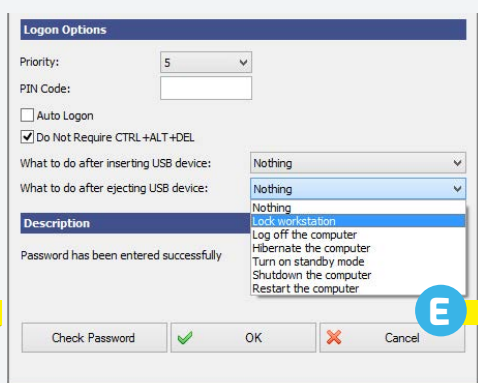 Logon Options
Priority: 5
PIN Code:
Auto Logon
Do Not Require CTRL+ALT+DEL
What to do after inserting USB device: Nothing
What to do after ejecting USB device: Nothing
Nothing
Lock workstation
Log off the computer
Hibernate the computer
Turn on standby mode
Shutdown the computer
Restart the computer
Description
Password has been entered successfully
E
Check Password OK Cancel